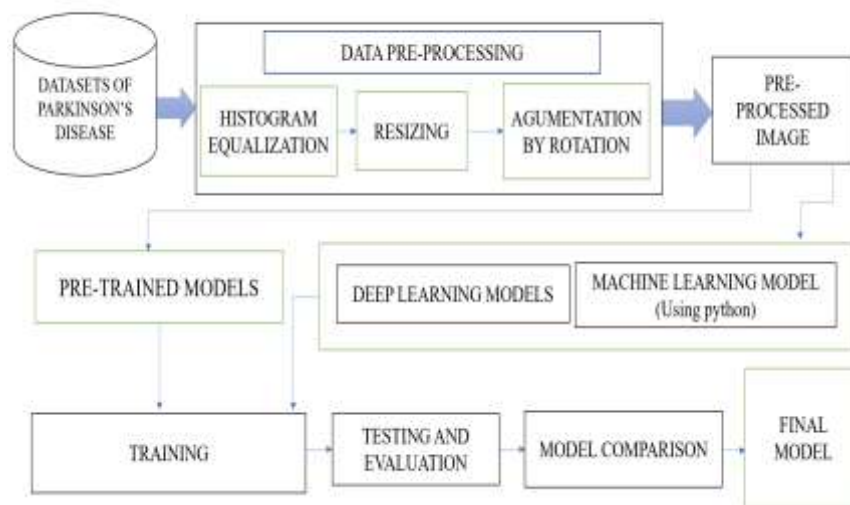 DATASETS OF
PARKINSON'S
DISEASE
DATA PRE-PROCESSING
HISTOGRAM
EQUALIZATION
RESIZING
AGUMENTATION
BY ROTATION
PRE-
PROCESSED
IMAGE
PRE-TRAINED MODELS
DEEP LEARNING MODELS
MACHINE LEARNING MODEL
(Using python)
TRAINING
TESTING AND
EVALUATION
MODEL COMPARISON
FINAL
MODEL